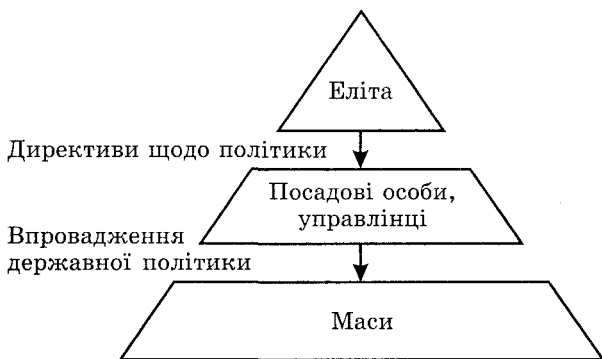 Еліта
Директиви щодо політики
Посадові особи,
управлінці
Впровадження
державної політики
Маси